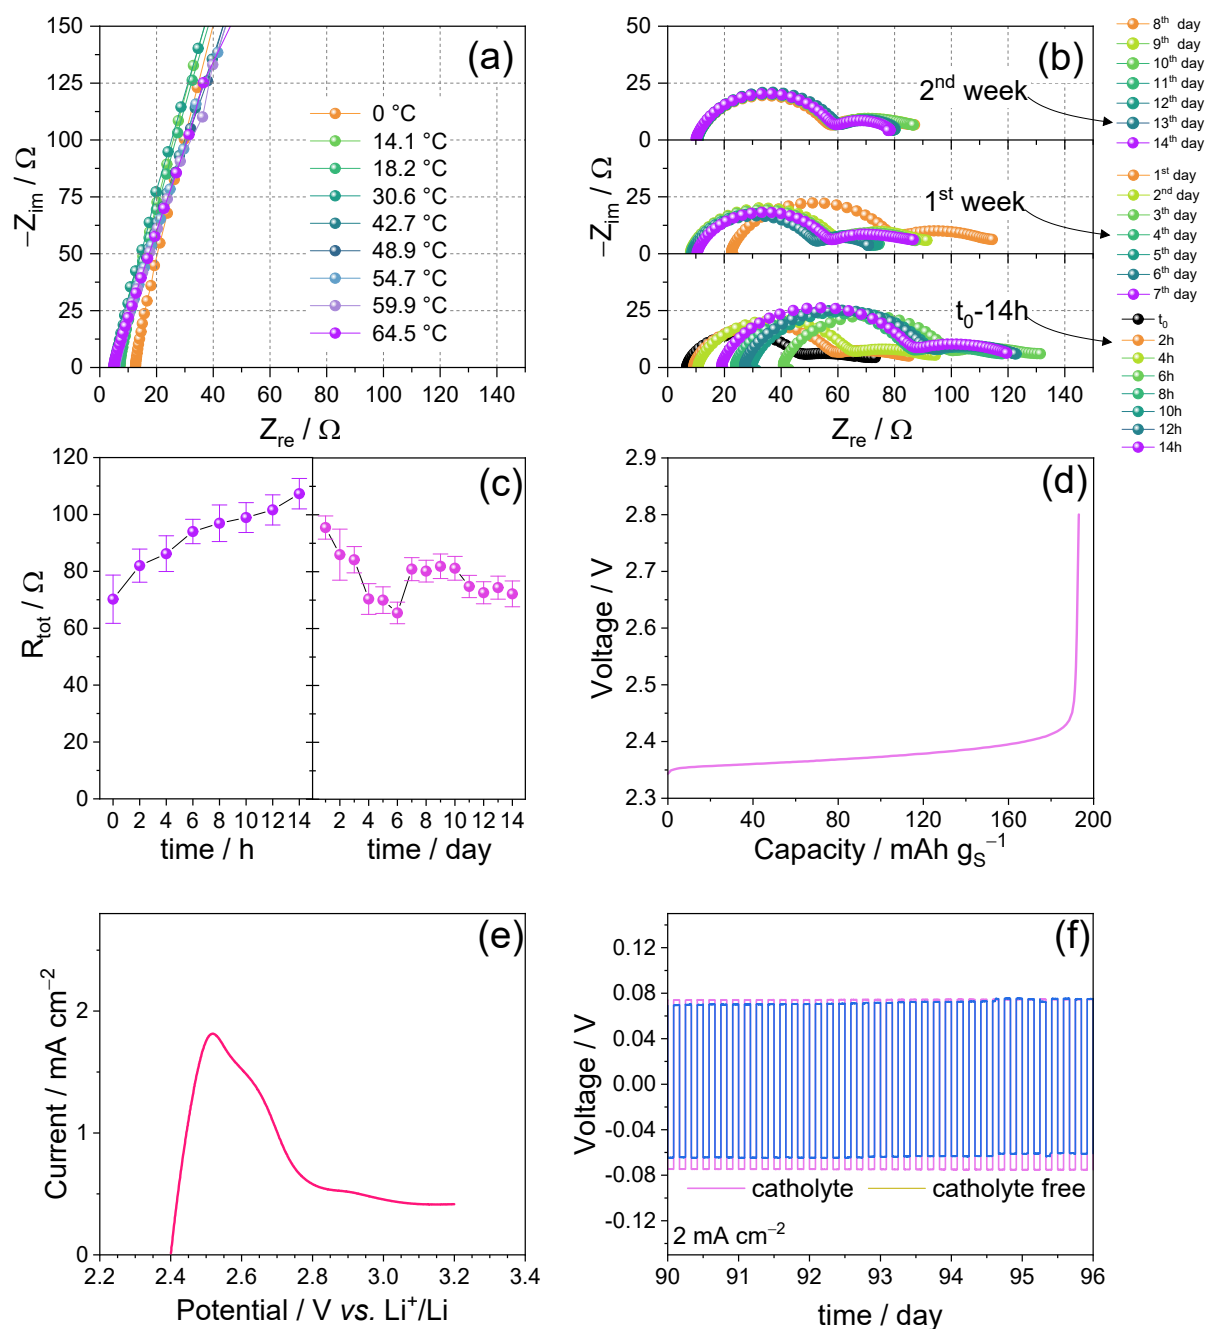 (a)
150
125
100
75
50
25
0
−Z_im / Ω
0 °C
14.1 °C
18.2 °C
30.6 °C
42.7 °C
48.9 °C
54.7 °C
59.9 °C
64.5 °C
0 20 40 60 80 100 120 140
Z_re / Ω
(b)
50
25
0
2nd week
25
0
1st week
25
0
t0-14h
−Z_im / Ω
0 20 40 60 80 100 120 140
Z_re / Ω
8th day
9th day
10th day
11th day
12th day
13th day
14th day
1st day
2nd day
3th day
4th day
5th day
6th day
7th day
t0
2h
4h
6h
8h
10h
12h
14h
(c)
120
100
80
60
40
20
0
R_tot / Ω
0 2 4 6 8 10 12 14
2 4 6 8 10 12 14
time / h
time / day
(d)
2.9
2.8
2.7
2.6
2.5
2.4
2.3
Voltage / V
0 40 80 120 160 200
Capacity / mAh g_S^−1
(e)
2
1
0
Current / mA cm−2
2.2 2.4 2.6 2.8 3.0 3.2 3.4
Potential / V vs. Li+/Li
(f)
0.12
0.08
0.04
0.00
-0.04
-0.08
-0.12
Voltage / V
catholyte
catholyte free
2 mA cm−2
90 91 92 93 94 95 96
time / day